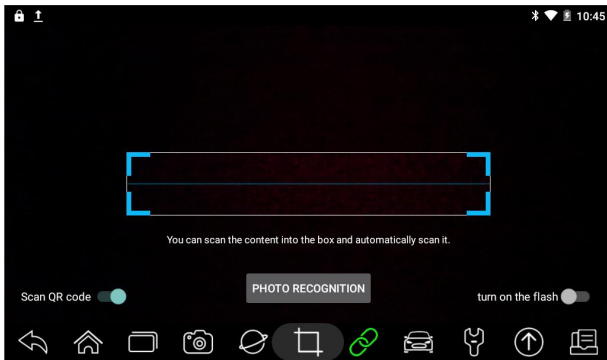 10:45
You can scan the content into the box and automatically scan it.
PHOTO RECOGNITION
Scan QR code
turn on the flash